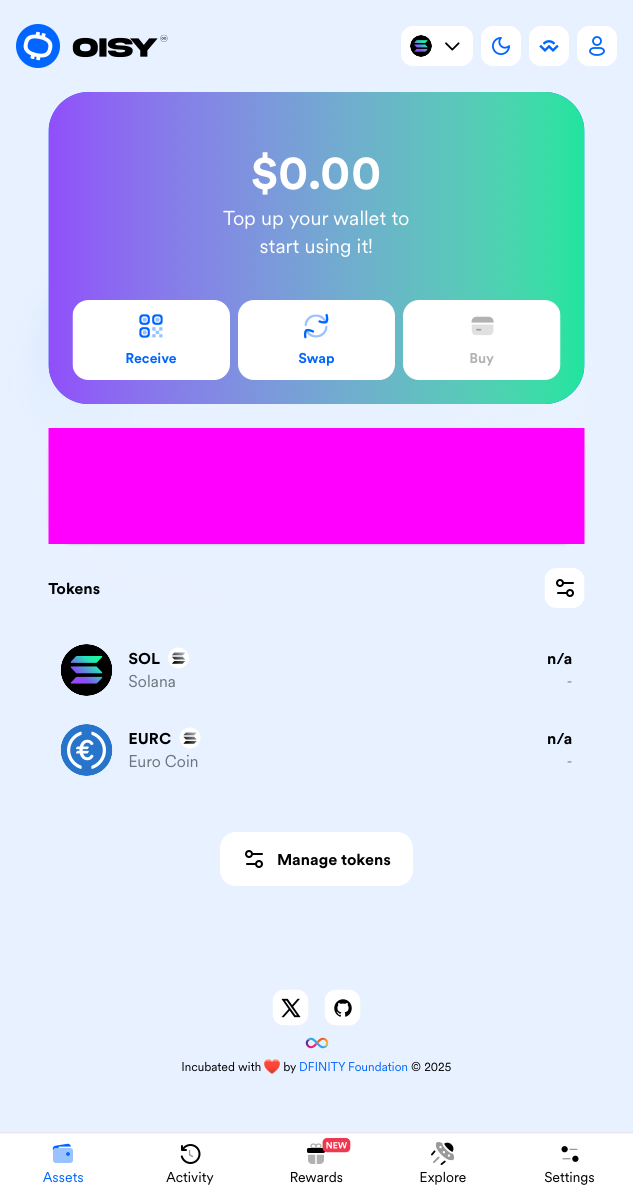 OISY
$0.00
Top up your wallet to
start using it!
Receive
Swap
Buy
Tokens
SOL
n/a
Solana
-
EURC
n/a
Euro Coin
-
Manage tokens
Incubated with ❤️ by DFINITY Foundation © 2025
NEW
Assets
Activity
Rewards
Explore
Settings